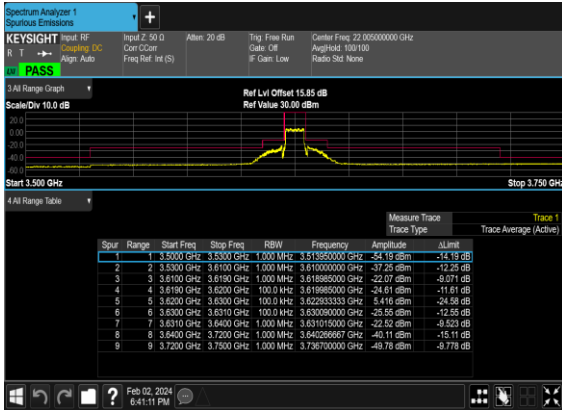 Spectrum Analyzer 1
Spurious Emissions
KEYSIGHT Input: RF Input Z: 50 Ω Atten: 20 dB Trig: Free Run Center Freq: 22.005000000 GHz
R T Coupling: DC Corr CCorr Gate: Off Avg|Hold: 100/100
Align: Auto Freq Ref: Int (S) IF Gain: Low Radio Std: None
PASS
3 All Range Graph Ref Lvl Offset 15.85 dB
Scale/Div 10.0 dB Ref Value 30.00 dBm
20.0
0.00
-20.0
-40.0
-60.0
Start 3.500 GHz Stop 3.750 GHz
4 All Range Table
Measure Trace Trace 1
Trace Type Trace Average (Active)
Spur Range Start Freq Stop Freq RBW Frequency Amplitude ΔLimit
1 1 3.5000 GHz 3.5300 GHz 1.000 MHz 3.513950000 GHz -54.19 dBm -14.19 dB
2 2 3.5300 GHz 3.6100 GHz 1.000 MHz 3.610000000 GHz -37.25 dBm -12.25 dB
3 3 3.6100 GHz 3.6190 GHz 1.000 MHz 3.618985000 GHz -22.07 dBm -9.071 dB
4 4 3.6190 GHz 3.6200 GHz 100.0 kHz 3.619985000 GHz -24.61 dBm -11.61 dB
5 5 3.6200 GHz 3.6300 GHz 100.0 kHz 3.622933333 GHz 5.416 dBm -24.58 dB
6 6 3.6300 GHz 3.6310 GHz 100.0 kHz 3.630090000 GHz -25.55 dBm -12.55 dB
7 7 3.6310 GHz 3.6400 GHz 1.000 MHz 3.631015000 GHz -22.52 dBm -9.523 dB
8 8 3.6400 GHz 3.7200 GHz 1.000 MHz 3.640266667 GHz -40.11 dBm -15.11 dB
9 9 3.7200 GHz 3.7500 GHz 1.000 MHz 3.736700000 GHz -49.78 dBm -9.778 dB
Feb 02, 2024
6:41:11 PM